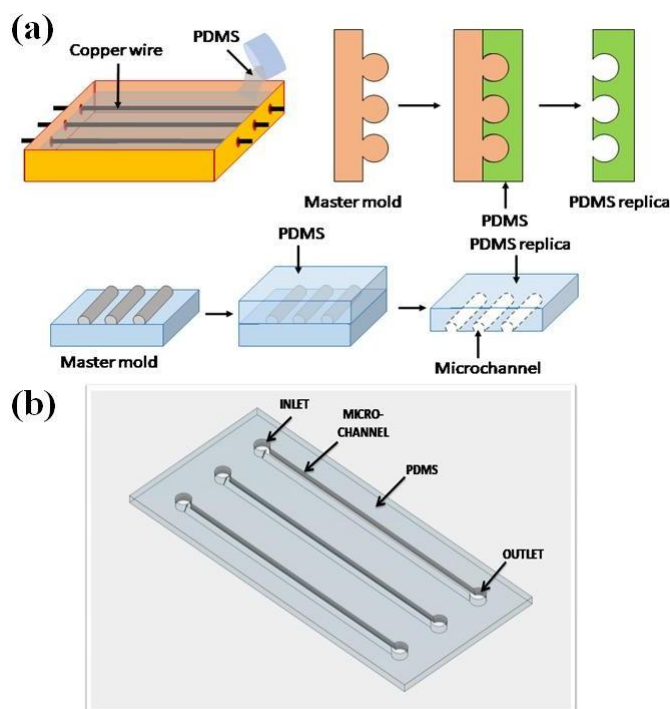 (a)
Copper wire
PDMS
Master mold
PDMS
PDMS replica
PDMS
PDMS replica
Master mold
Microchannel
(b)
INLET
MICRO-
CHANNEL
PDMS
OUTLET